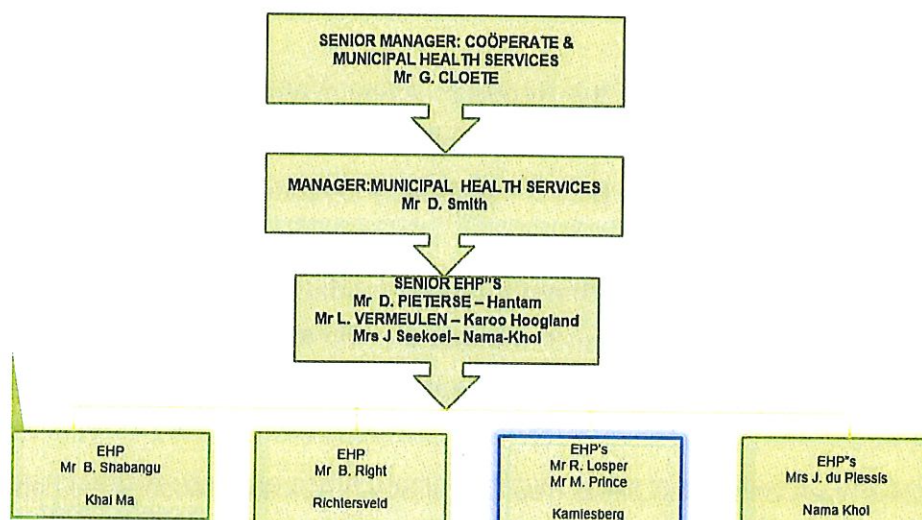 SENIOR MANAGER: COÖPERATE &
MUNICIPAL HEALTH SERVICES
Mr G. CLOETE
MANAGER:MUNICIPAL HEALTH SERVICES
Mr D. Smith
SENIOR EHP"S
Mr D. PIETERSE – Hantam
Mr L. VERMEULEN – Karoo Hoogland
Mrs J Seekoei– Nama-Khoi
EHP
Mr B. Shabangu
Khai Ma
EHP
Mr B. Right
Richtersveld
EHP's
Mr R. Losper
Mr M. Prince
Kamiesberg
EHP"s
Mrs J. du Plessis
Nama Khoi